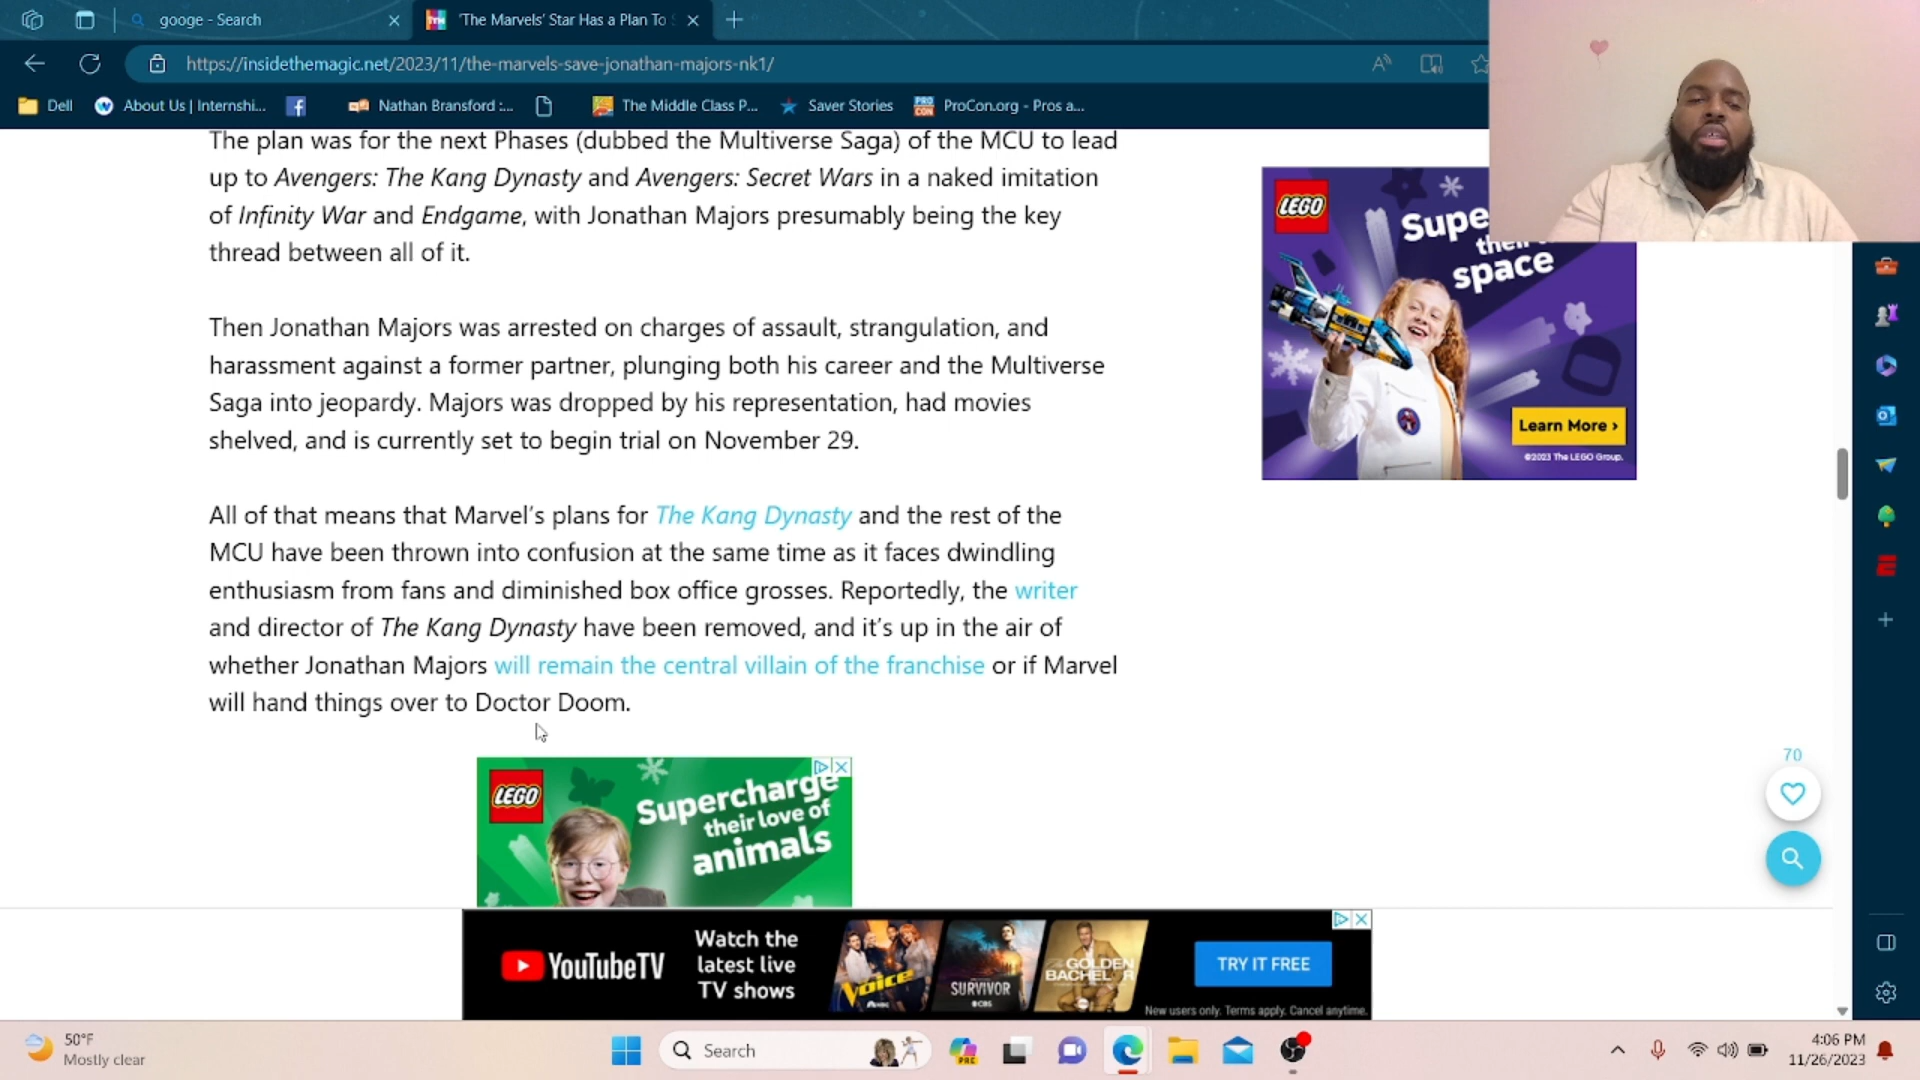 googe - Search
'The Marvels' Star Has a Plan To S
https://insidethemagic.net/2023/11/the-marvels-save-jonathan-majors-nk1/
Dell
About Us | Internshi...
Nathan Bransford :...
The Middle Class P...
Saver Stories
PRO CON
ProCon.org - Pros a...
The plan was for the next Phases (dubbed the Multiverse Saga) of the MCU to lead
up to Avengers: The Kang Dynasty and Avengers: Secret Wars in a naked imitation
of Infinity War and Endgame, with Jonathan Majors presumably being the key
thread between all of it.
Then Jonathan Majors was arrested on charges of assault, strangulation, and
harassment against a former partner, plunging both his career and the Multiverse
Saga into jeopardy. Majors was dropped by his representation, had movies
shelved, and is currently set to begin trial on November 29.
All of that means that Marvel's plans for The Kang Dynasty and the rest of the
MCU have been thrown into confusion at the same time as it faces dwindling
enthusiasm from fans and diminished box office grosses. Reportedly, the writer
and director of The Kang Dynasty have been removed, and it's up in the air of
whether Jonathan Majors will remain the central villain of the franchise or if Marvel
will hand things over to Doctor Doom.
LEGO
Supe
space
Learn More ›
©2023 The LEGO Group.
70
LEGO
Supercharge
their love of
animals
YouTubeTV
Watch the
latest live
TV shows
Voice
SURVIVOR
CBS
GOLDEN
BACHEL R
TRY IT FREE
New users only. Terms apply. Cancel anytime.
50°F
Mostly clear
Search
PRE
4:06 PM
11/26/2023